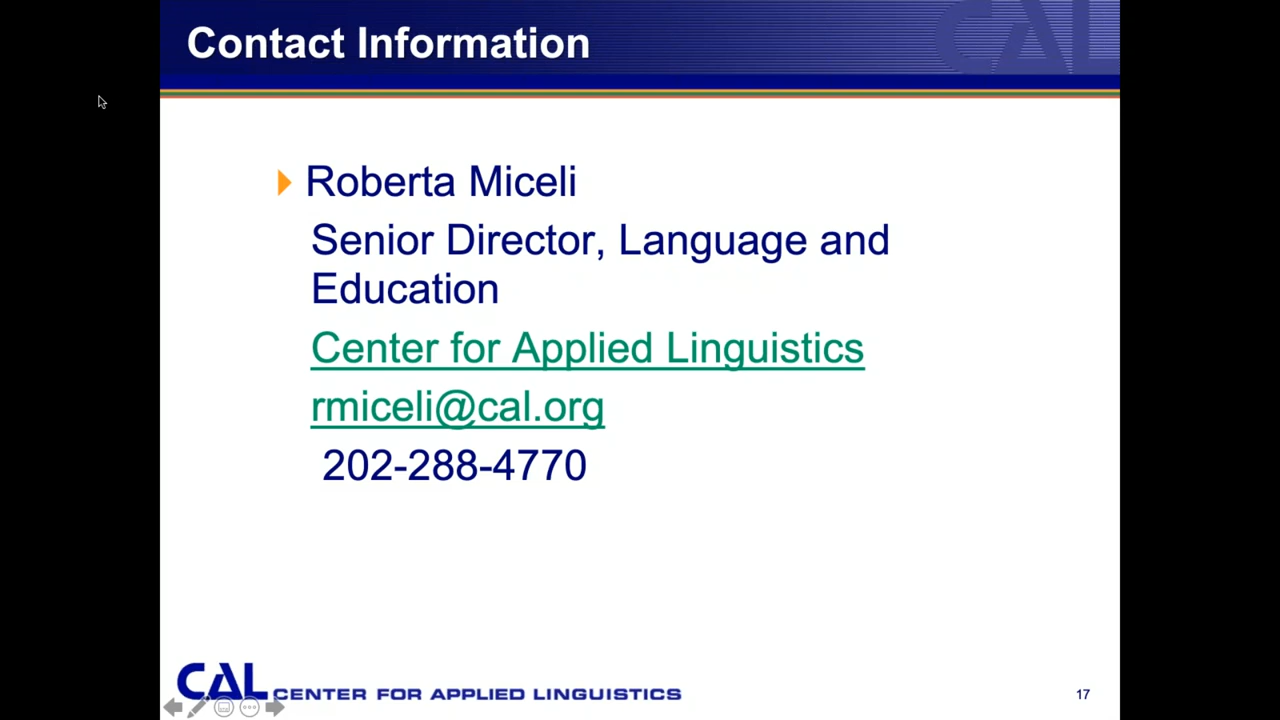 Contact Information
CAL
Roberta Miceli
Senior Director, Language and
Education
Center for Applied Linguistics
rmiceli@cal.org
202-288-4770
CAL CENTER FOR APPLIED LINGUISTICS
17